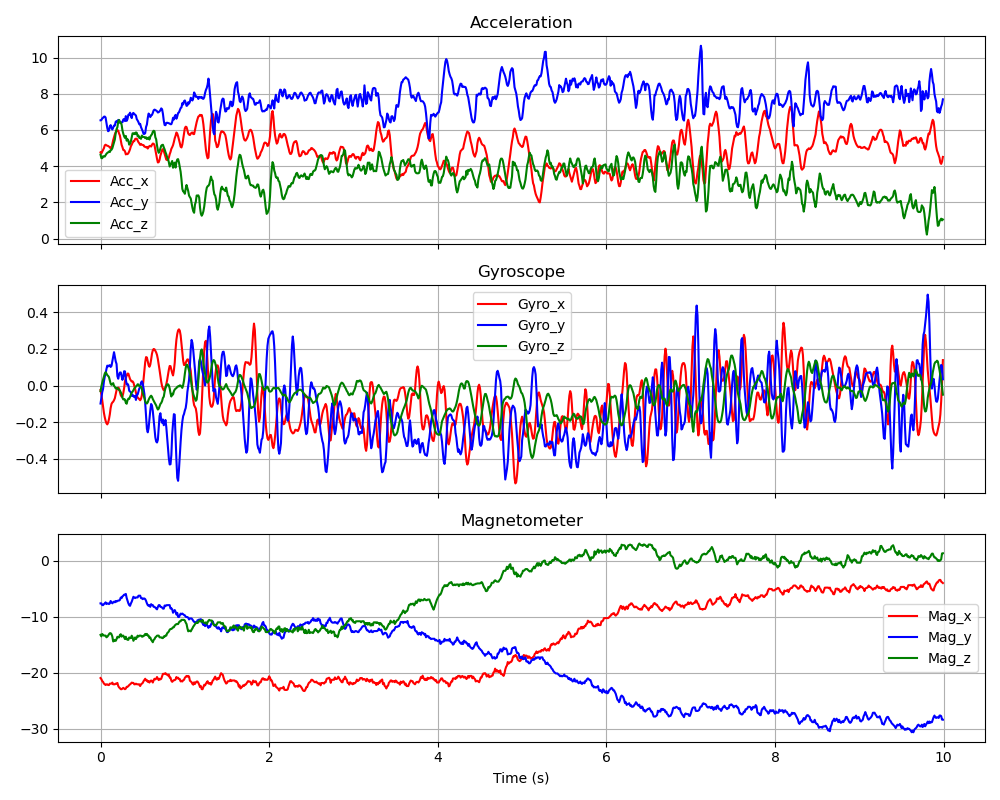 Acceleration
10
8
6
4
2
0
Acc_x
Acc_y
Acc_z
Gyroscope
0.4
0.2
0.0
−0.2
−0.4
Gyro_x
Gyro_y
Gyro_z
Magnetometer
0
−10
−20
−30
Mag_x
Mag_y
Mag_z
0 2 4 6 8 10
Time (s)